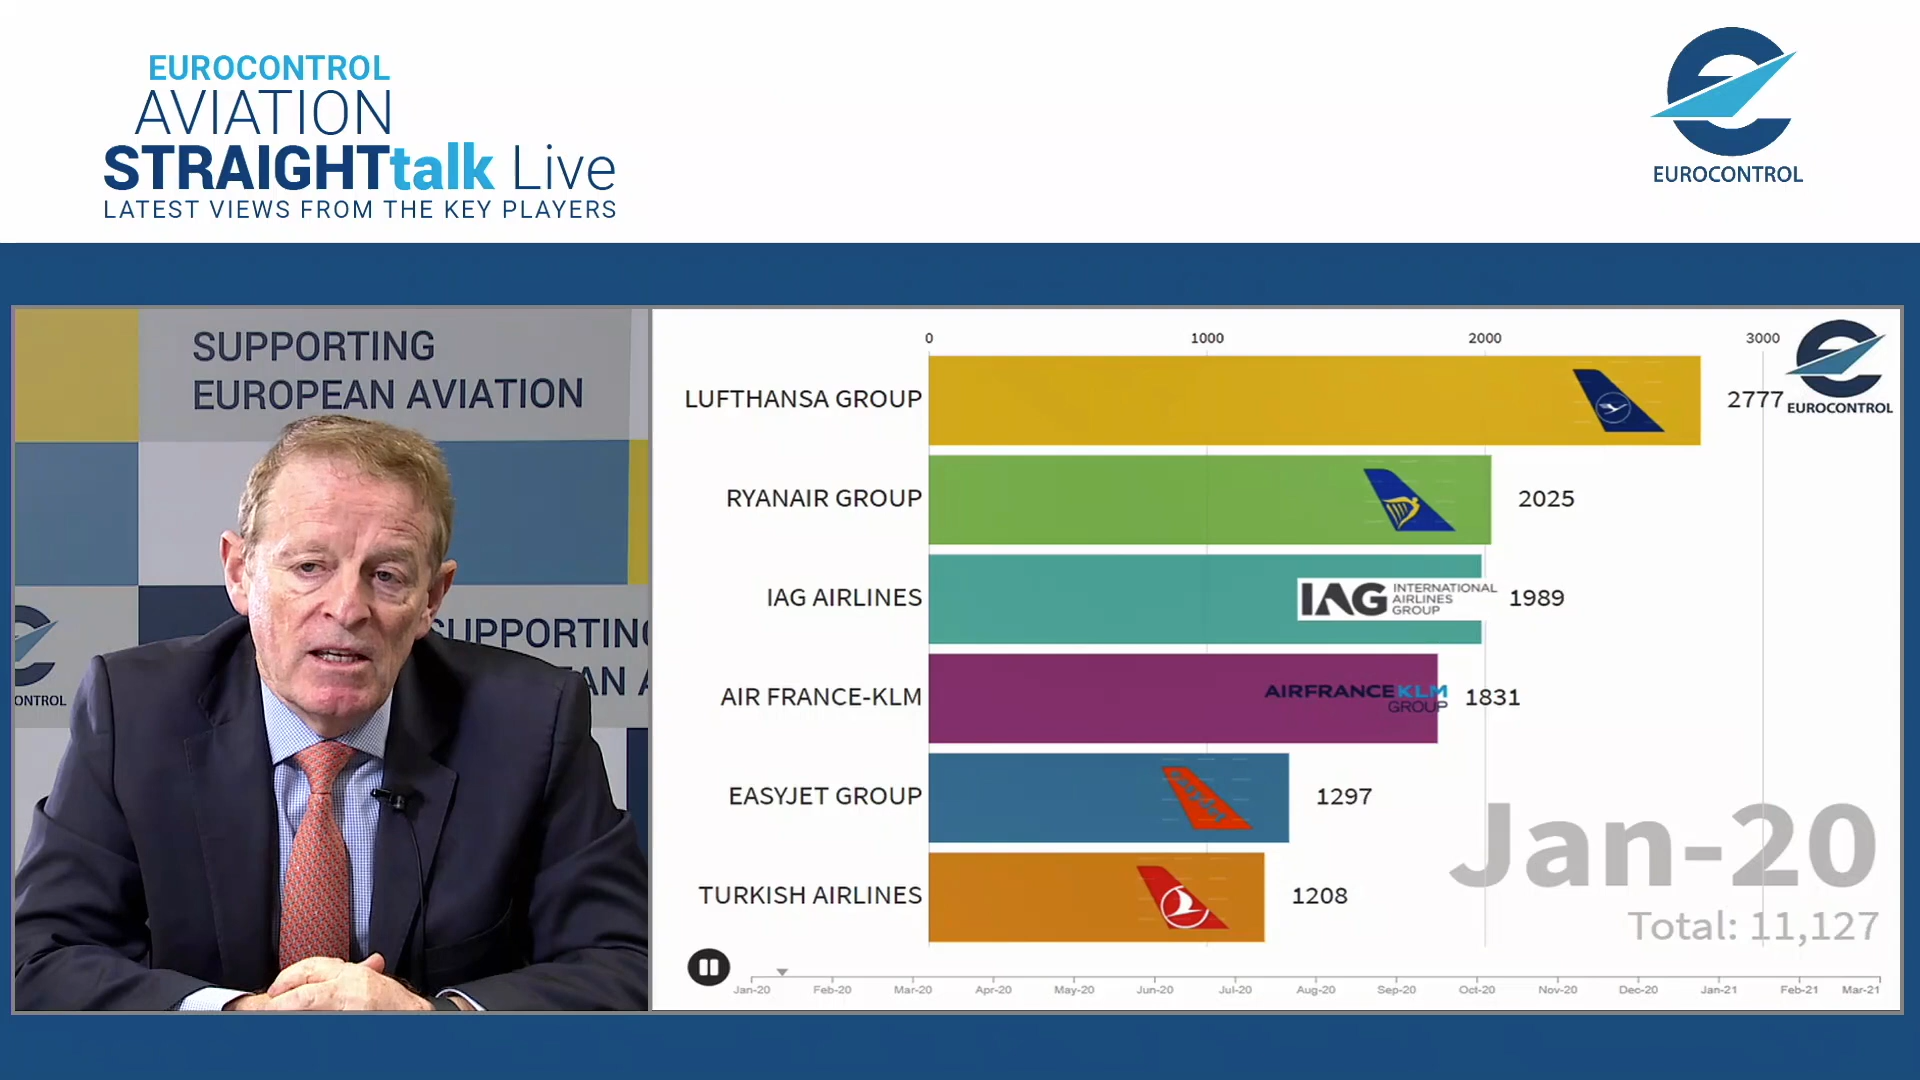 EUROCONTROL
AVIATION
STRAIGHTtalk Live
LATEST VIEWS FROM THE KEY PLAYERS
EUROCONTROL
SUPPORTING
EUROPEAN AVIATION
SUPPORTING
AN A
ONTROL
0 1000 2000 3000
EUROCONTROL
LUFTHANSA GROUP 2777
RYANAIR GROUP 2025
IAG AIRLINES IAG INTERNATIONAL AIRLINES GROUP 1989
AIR FRANCE-KLM AIRFRANCEKLM GROUP 1831
EASYJET GROUP easyJet 1297
TURKISH AIRLINES 1208
Jan-20
Total: 11,127
Jan-20 Feb-20 Mar-20 Apr-20 May-20 Jun-20 Jul-20 Aug-20 Sep-20 Oct-20 Nov-20 Dec-20 Jan-21 Feb-21 Mar-21